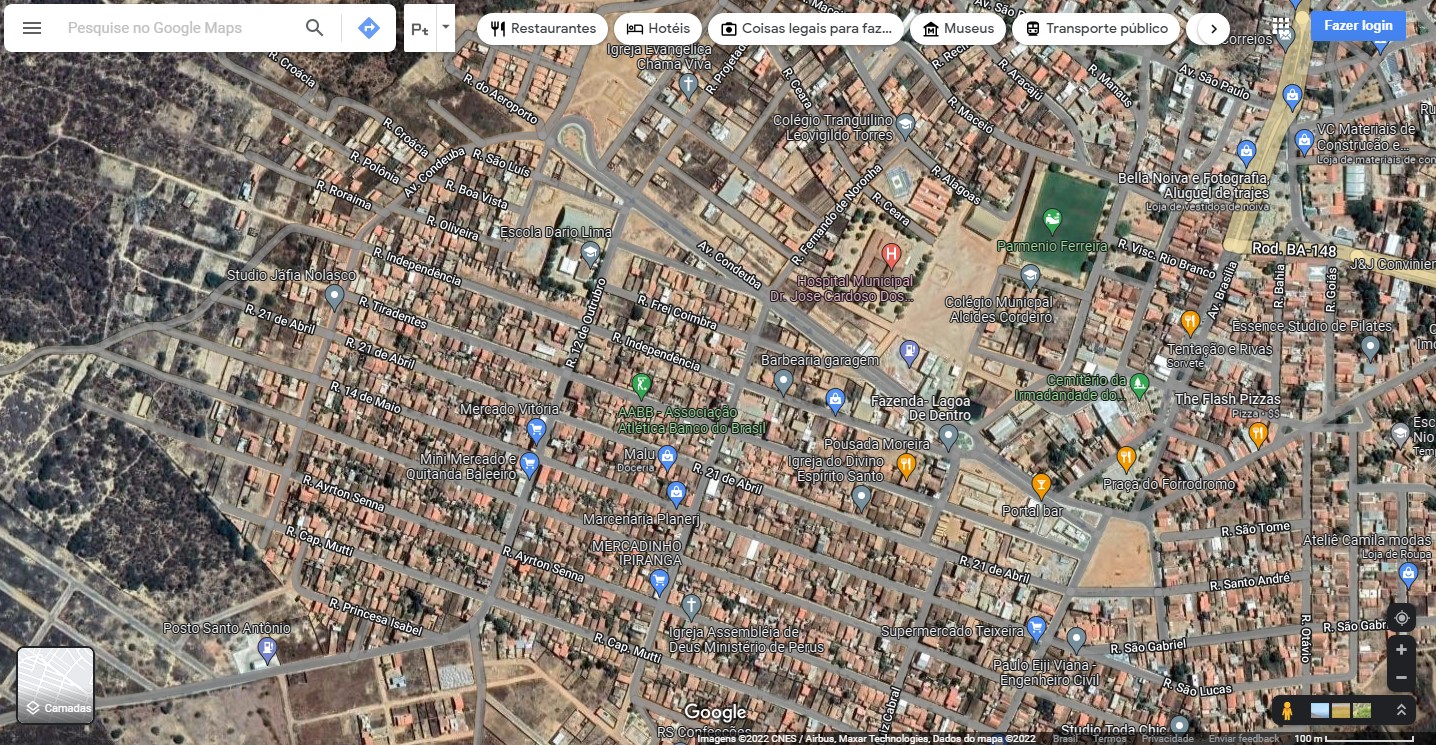 Pesquise no Google Maps
Pt
Restaurantes
Hotéis
Coisas legais para faz...
Museus
Transporte público
Fazer login
Correios
Igreja Evangélica
Chama Viva
R. Projetad
R. Croácia
R. do Aeroporto
R. Ceara
R. Maceió
R. Aracajú
R. Manaus
Av. São Paulo
Colégio Tranquilino
Leovigildo Torres
VC Materiais de
Construção e...
Loja de materiais de con
R. Croácia
R. Polônia
Av. Condeúba
R. São Luis
R. Boa Vista
R. Roraima
R. Oliveira
R. Fernando de Noronha
R. Alagoas
R. Ceara
Bella Noiva e Fotografia,
Aluguel de trajes
Loja de vestidos de noiva
Escola Dario Lima
Av. Condeuba
Parmenio Ferreira
R. Visc. Rio Branco
Rod. BA-148
J&J Convinien
R. Independência
Studio Jafia Nolasco
Hospital Municipal
Dr. Jose Cardoso Dos...
Colégio Municpal
Alcides Cordeiro
Av. Brasília
R. Bahia
R. Goiás
R. Tiradentes
R. 21 de Abril
R. 12 de Outubro
R. Frei Coimbra
R. Independência
Essence Studio de Pilates
Tentação e Rivas
Sorvete
R. 21 de Abril
Barbearia garagem
Cemitério da
Irmadandade do...
R. 14 de Maio
Mercado Vitória
AABB - Associação
Atlética Banco do Brasil
Fazenda- Lagoa
De Dentro
The Flash Pizzas
Pizza • $$
Pousada Moreira
Malu
Doceria
Igreja do Divino
Espírito Santo
Mini Mercado e
Quitanda Baleeiro
R. 21 de Abril
Praça do Forrodromo
R. Ayrton Senna
Marcenaria Planerj
Portal bar
R. São Tome
R. Cap. Mutti
R. Ayrton Senna
MERCADINHO
IPIRANGA
R. 21 de Abril
Ateliê Camila modas
Loja de Roupa
R. Santo André
R. Princesa Isabel
Posto Santo Antônio
Igreja Assembléia de
Deus Ministério de Perus
Supermercado Teixeira
R. São Gabriel
R. Otávio
R. São Gabr
R. Cap. Mutti
Paulo Eiji Viana -
Engenheiro Civil
R. São Lucas
Camadas
Google
Studio Toda Chic
RS Confecções
Imagens ©2022 CNES / Airbus, Maxar Technologies, Dados do mapa ©2022
Brasil
Termos
Privacidade
Enviar feedback
100 m